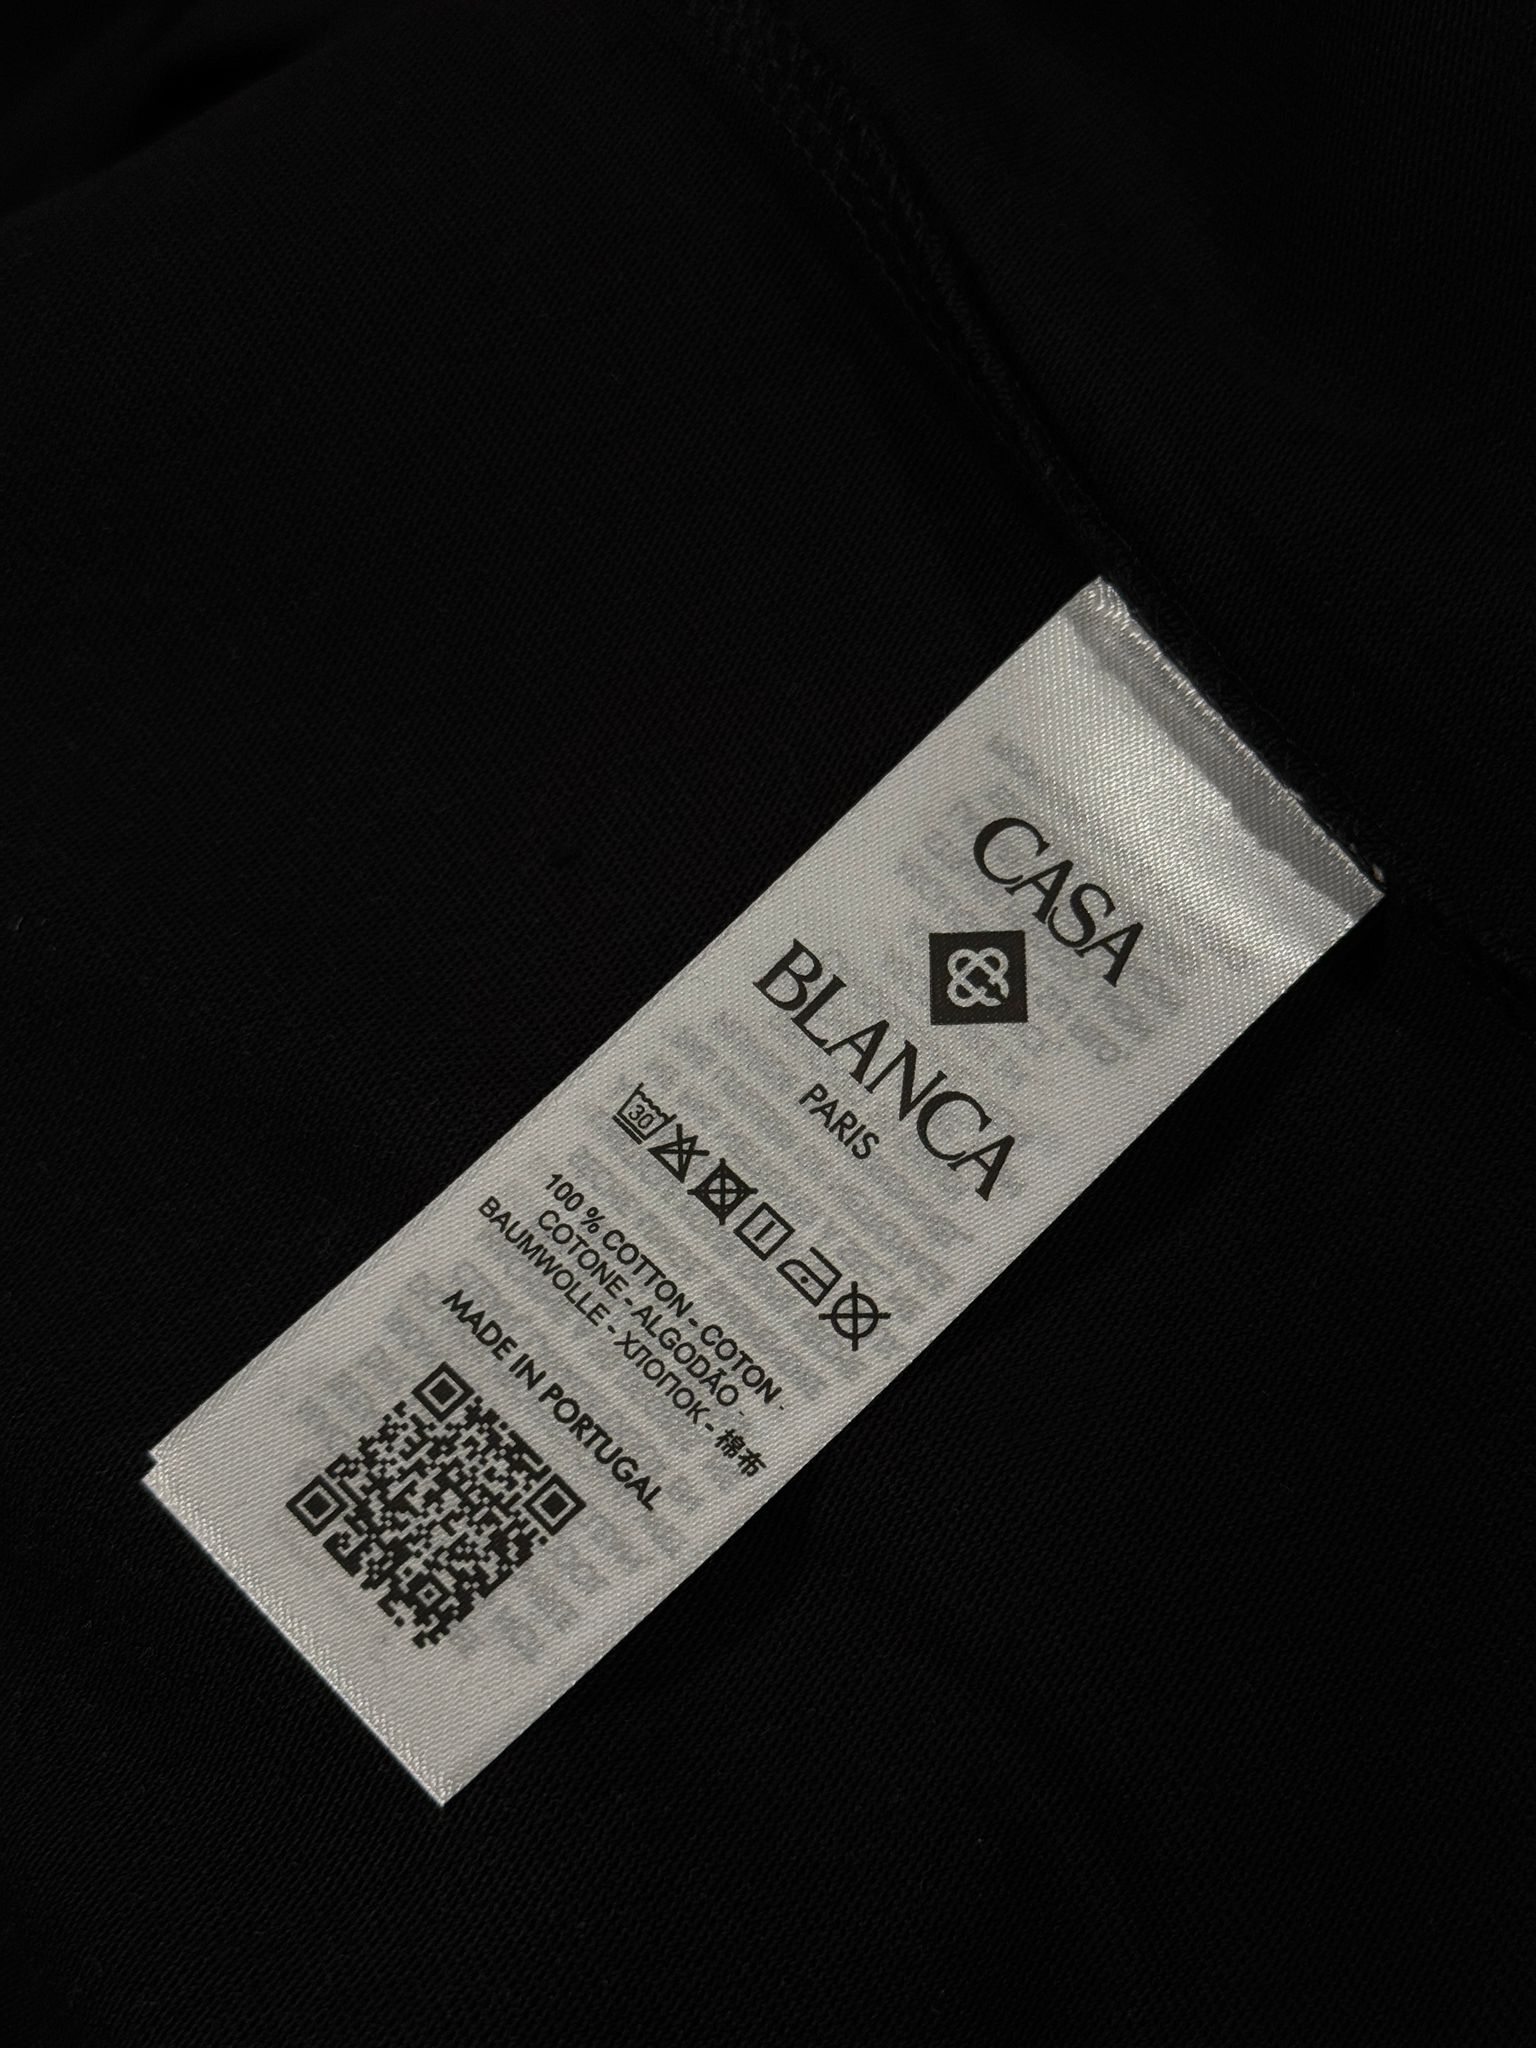 CASA
BLANCA
PARIS
30
100 % COTTON - COTON -
COTONE - ALGODÃO -
BAUMWOLLE - ХЛОПОК - 棉布
MADE IN PORTUGAL